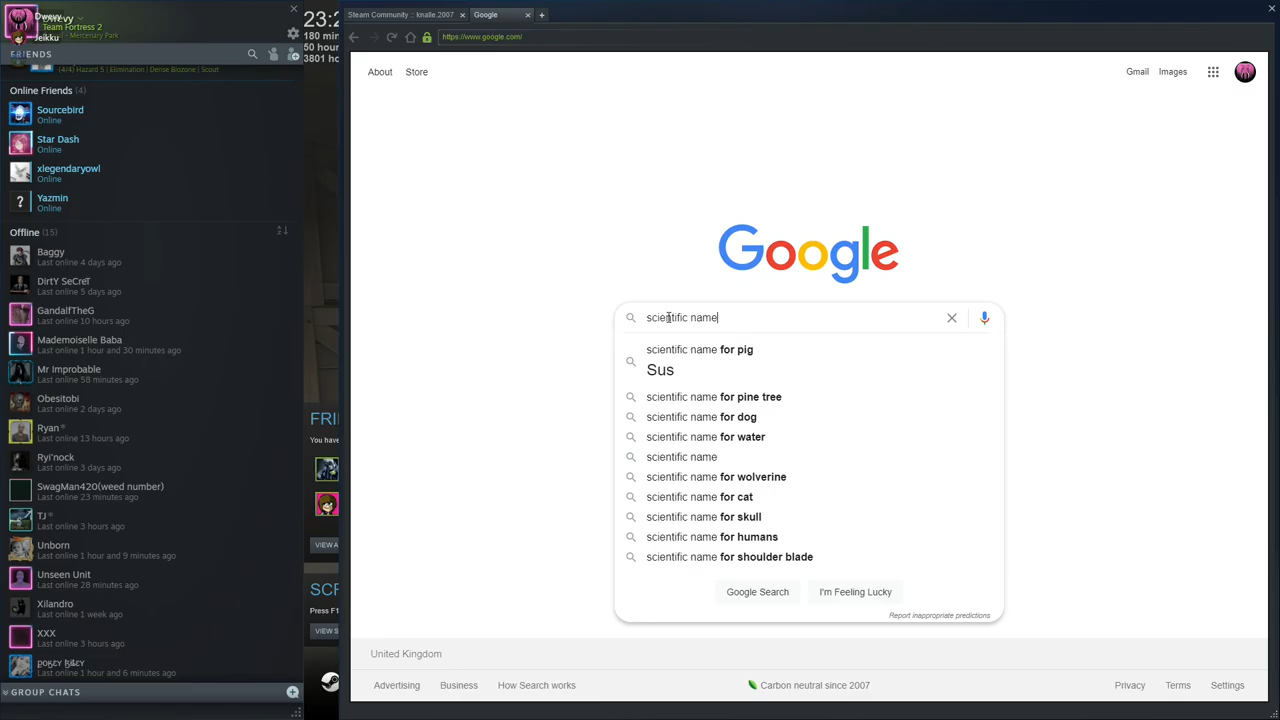 Dwevy
Team Fortress 2
- Mercenary Park
Jeikku
FRIENDS
(4/4) Hazard 5 | Elimination | Dense Biozone | Scout
Online Friends (4)
Sourcebird
Online
Star Dash
Online
xlegendaryowl
Online
?
Yazmin
Online
Offline (15)
Baggy
Last online 4 days ago
DirtY SeCreT
Last online 5 days ago
GandalfTheG
Last online 10 hours ago
Mademoiselle Baba
Last online 1 hour and 30 minutes ago
Mr Improbable
Last online 58 minutes ago
Obesitobi
Last online 2 days ago
Ryan *
Last online 13 hours ago
Ryi'nock
Last online 3 days ago
SwagMan420(weed number)
Last online 23 minutes ago
TJ *
Last online 3 hours ago
Unborn
Last online 1 hour and 9 minutes ago
Unseen Unit
Last online 28 minutes ago
Xilandro
Last online 1 week ago
XXX
Last online 3 hours ago
Last online 1 hour and 6 minutes ago
GROUP CHATS
23:2
180 min
50 hour
3801 ho
FRI
You have
VIEW A
SCF
Press F1
VIEW S
Steam Community :: knalle.2007
Google
https://www.google.com/
About Store
Gmail Images
Google
scientific name
scientific name for pig
Sus
scientific name for pine tree
scientific name for dog
scientific name for water
scientific name
scientific name for wolverine
scientific name for cat
scientific name for skull
scientific name for humans
scientific name for shoulder blade
Google Search I'm Feeling Lucky
Report inappropriate predictions
United Kingdom
Advertising Business How Search works
Carbon neutral since 2007
Privacy Terms Settings